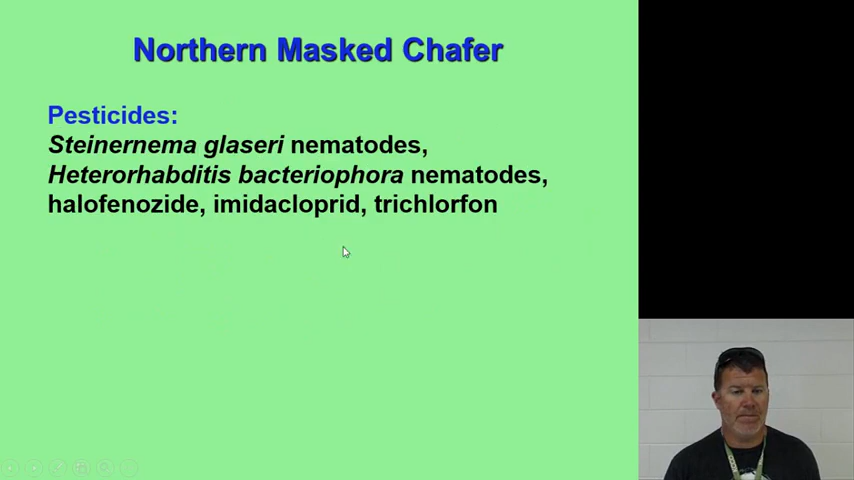 Northern Masked Chafer
Pesticides:
Steinernema glaseri nematodes,
Heterorhabditis bacteriophora nematodes,
halofenozide, imidacloprid, trichlorfon